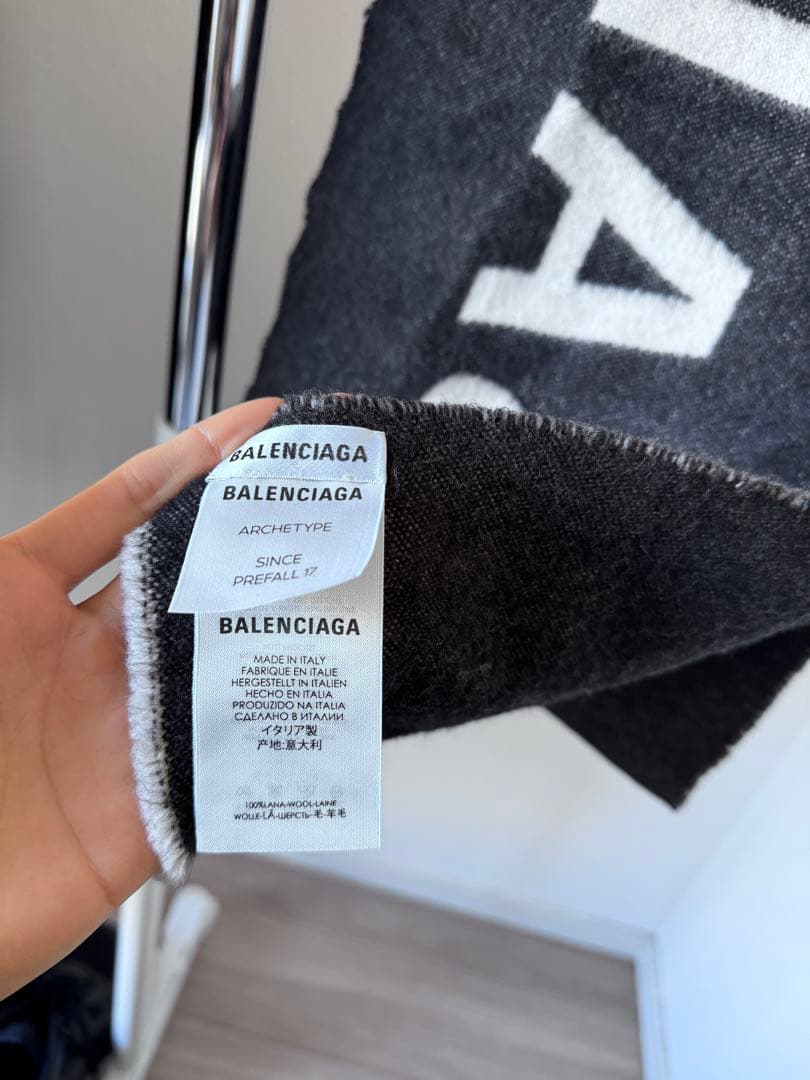 IA
BALENCIAGA
BALENCIAGA
ARCHETYPE
SINCE
PREFALL 17
BALENCIAGA
MADE IN ITALY
FABRIQUE EN ITALIE
HERGESTELLT IN ITALIEN
HECHO EN ITALIA
PRODUZIDO NA ITALIA
СДЕЛАНО В ИТАЛИИ
イタリア製
产地:意大利
100%LANA-WOOL-LAINE
WOLLE-LÃ-ШЕРСТЬ-毛-羊毛